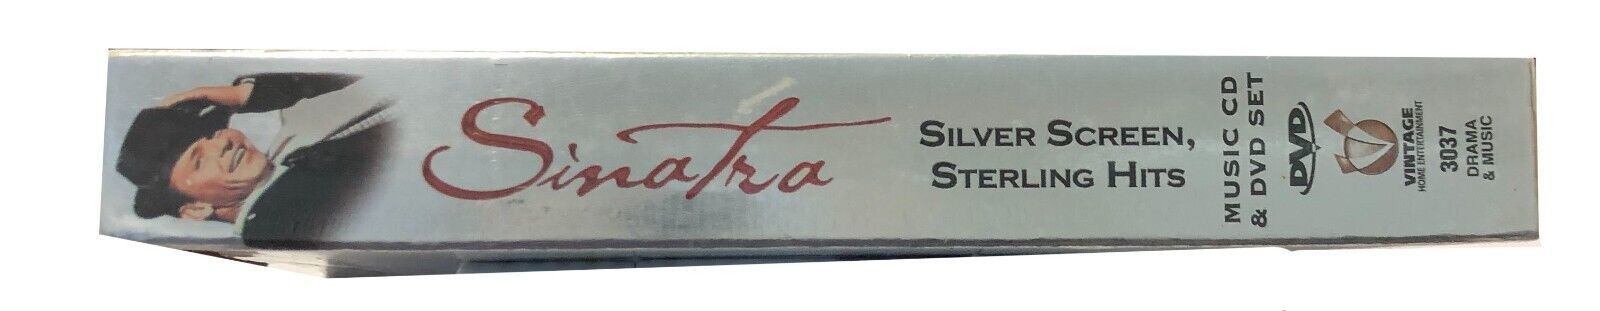 Sinatra
SILVER SCREEN,
STERLING HITS
MUSIC CD
& DVD SET
DVD
VINTAGE
HOME ENTERTAINMENT
3037
DRAMA
& MUSIC